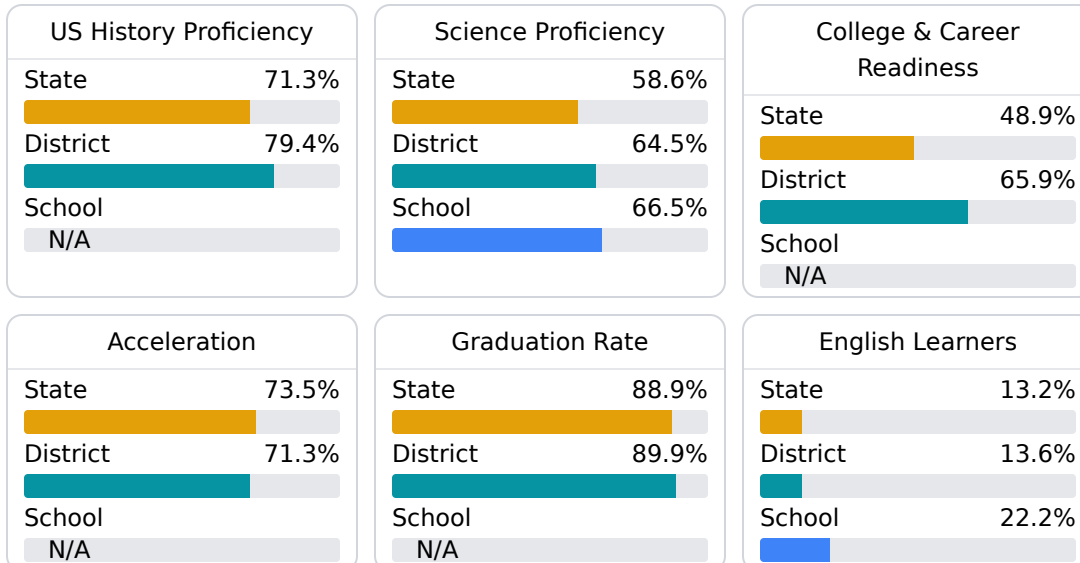 US History Proficiency
State 71.3%
District 79.4%
School
N/A
Science Proficiency
State 58.6%
District 64.5%
School 66.5%
College & Career
Readiness
State 48.9%
District 65.9%
School
N/A
Acceleration
State 73.5%
District 71.3%
School
N/A
Graduation Rate
State 88.9%
District 89.9%
School
N/A
English Learners
State 13.2%
District 13.6%
School 22.2%